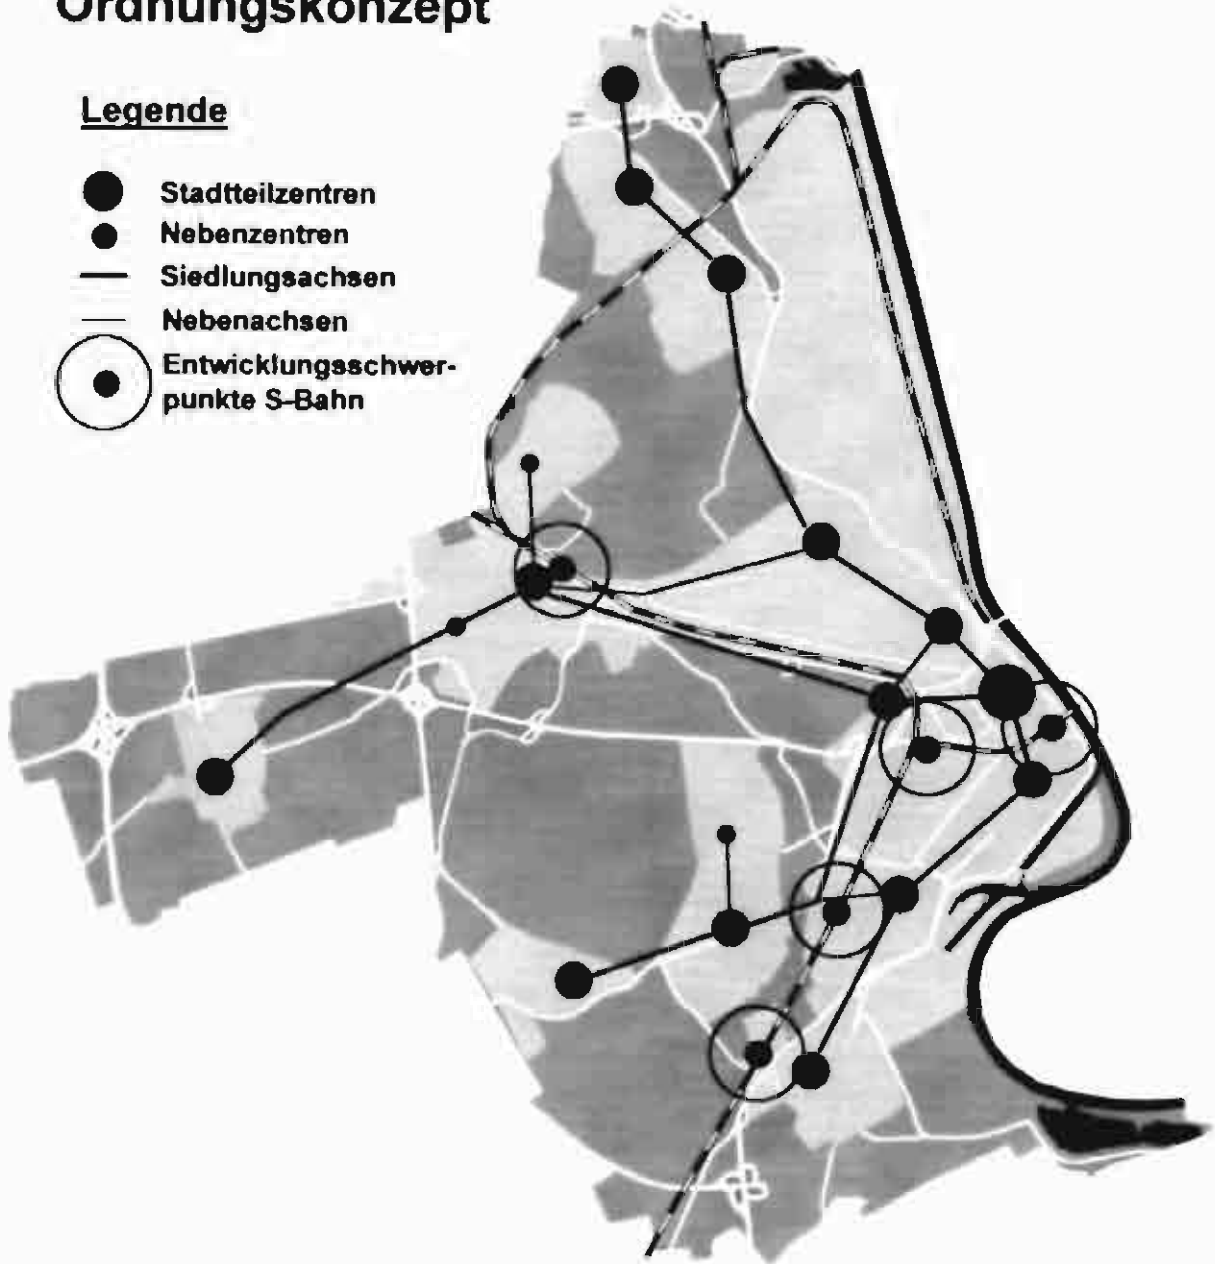 Ordnungskonzept
Legende
Stadtteilzentren
Nebenzentren
Siedlungsachsen
Nebenachsen
Entwicklungsschwer-
punkte S-Bahn